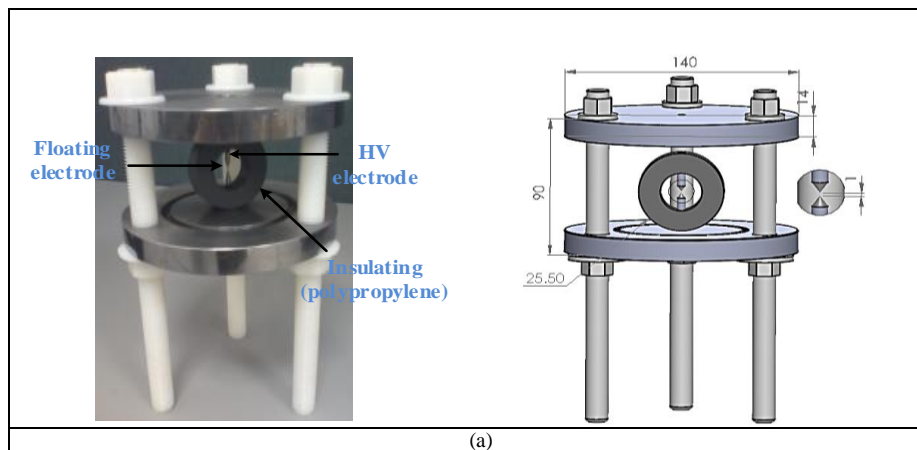 Floating
electrode
HV
electrode
Insulating
(polypropylene)
140
14
90
1
25.50
(a)